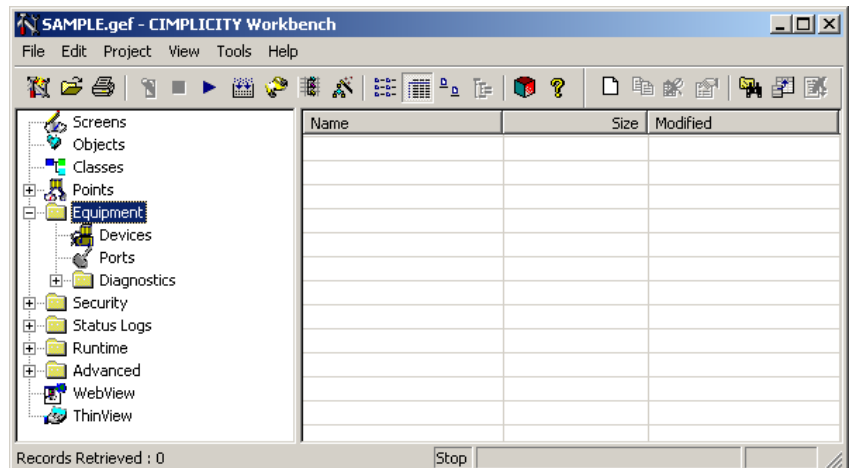 SAMPLE.gef - CIMPLICITY Workbench
File Edit Project View Tools Help
Screens
Objects
Classes
Points
Equipment
Devices
Ports
Diagnostics
Security
Status Logs
Runtime
Advanced
WebView
ThinView
Name Size Modified
Records Retrieved : 0 Stop